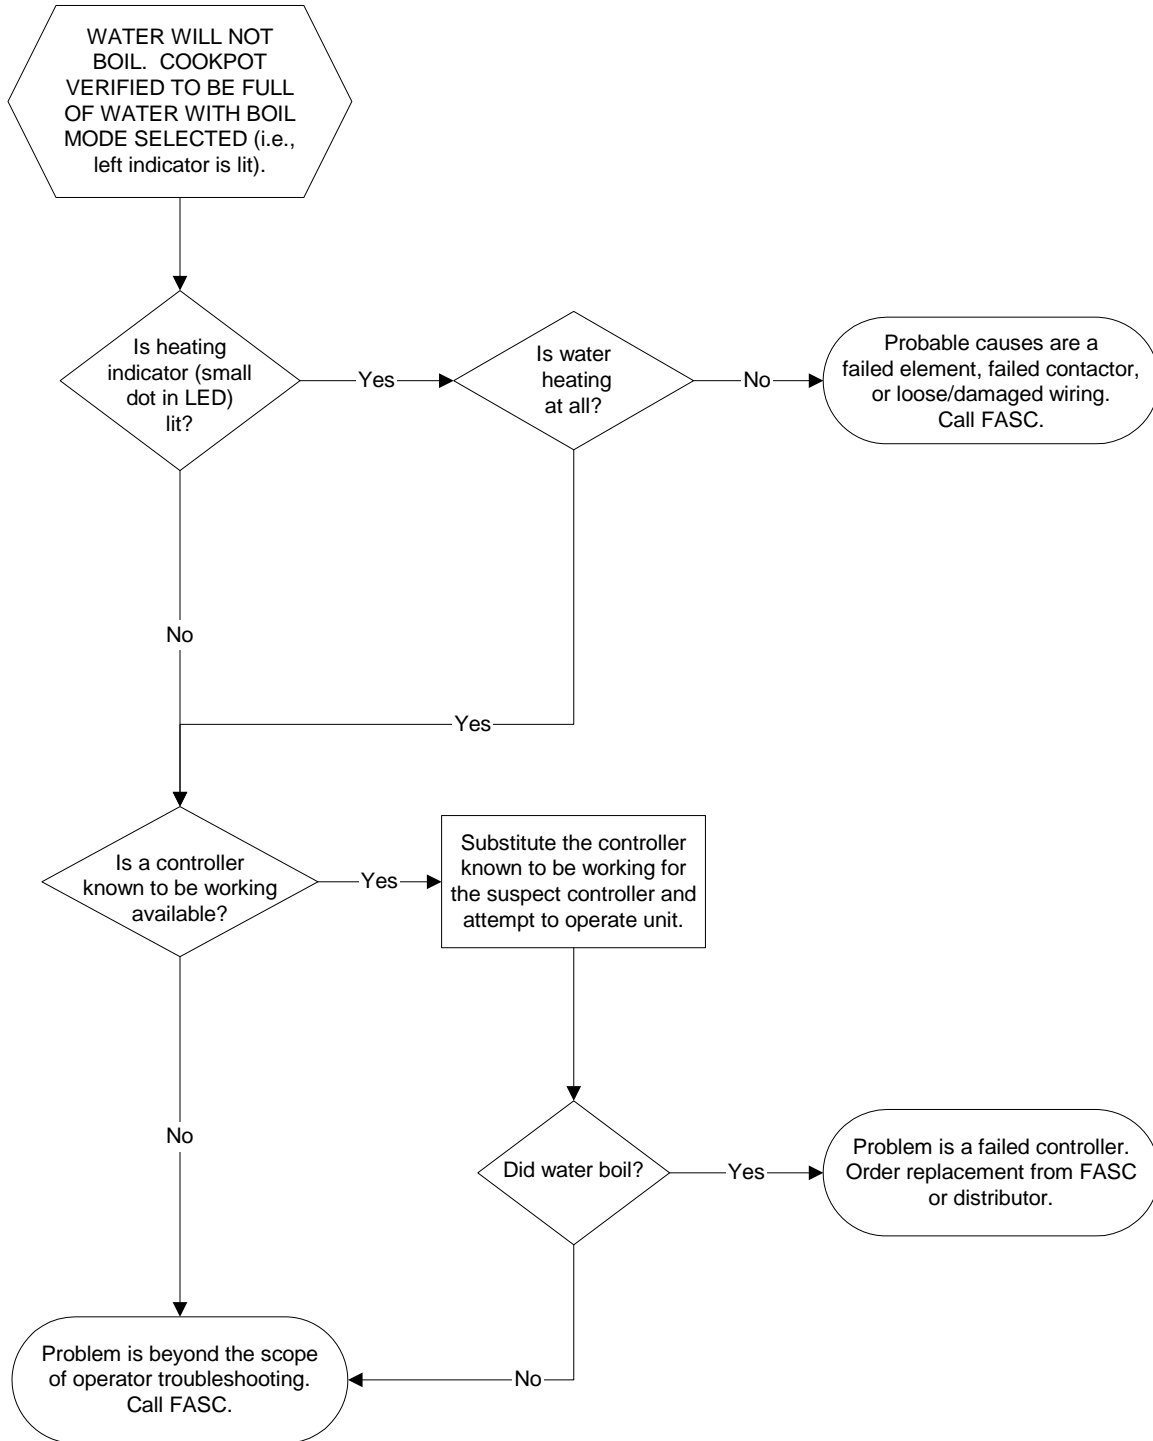 WATER WILL NOT
BOIL.  COOKPOT
VERIFIED TO BE FULL
OF WATER WITH BOIL
MODE SELECTED (i.e.,
left indicator is lit).
Is heating
indicator (small
dot in LED)
lit?
Yes
Is water
heating
at all?
No
Probable causes are a
failed element, failed contactor,
or loose/damaged wiring.
Call FASC.
No
Yes
Is a controller
known to be working
available?
Yes
Substitute the controller
known to be working for
the suspect controller and
attempt to operate unit.
No
Did water boil?
Yes
Problem is a failed controller.
Order replacement from FASC
or distributor.
Problem is beyond the scope
of operator troubleshooting.
Call FASC.
No